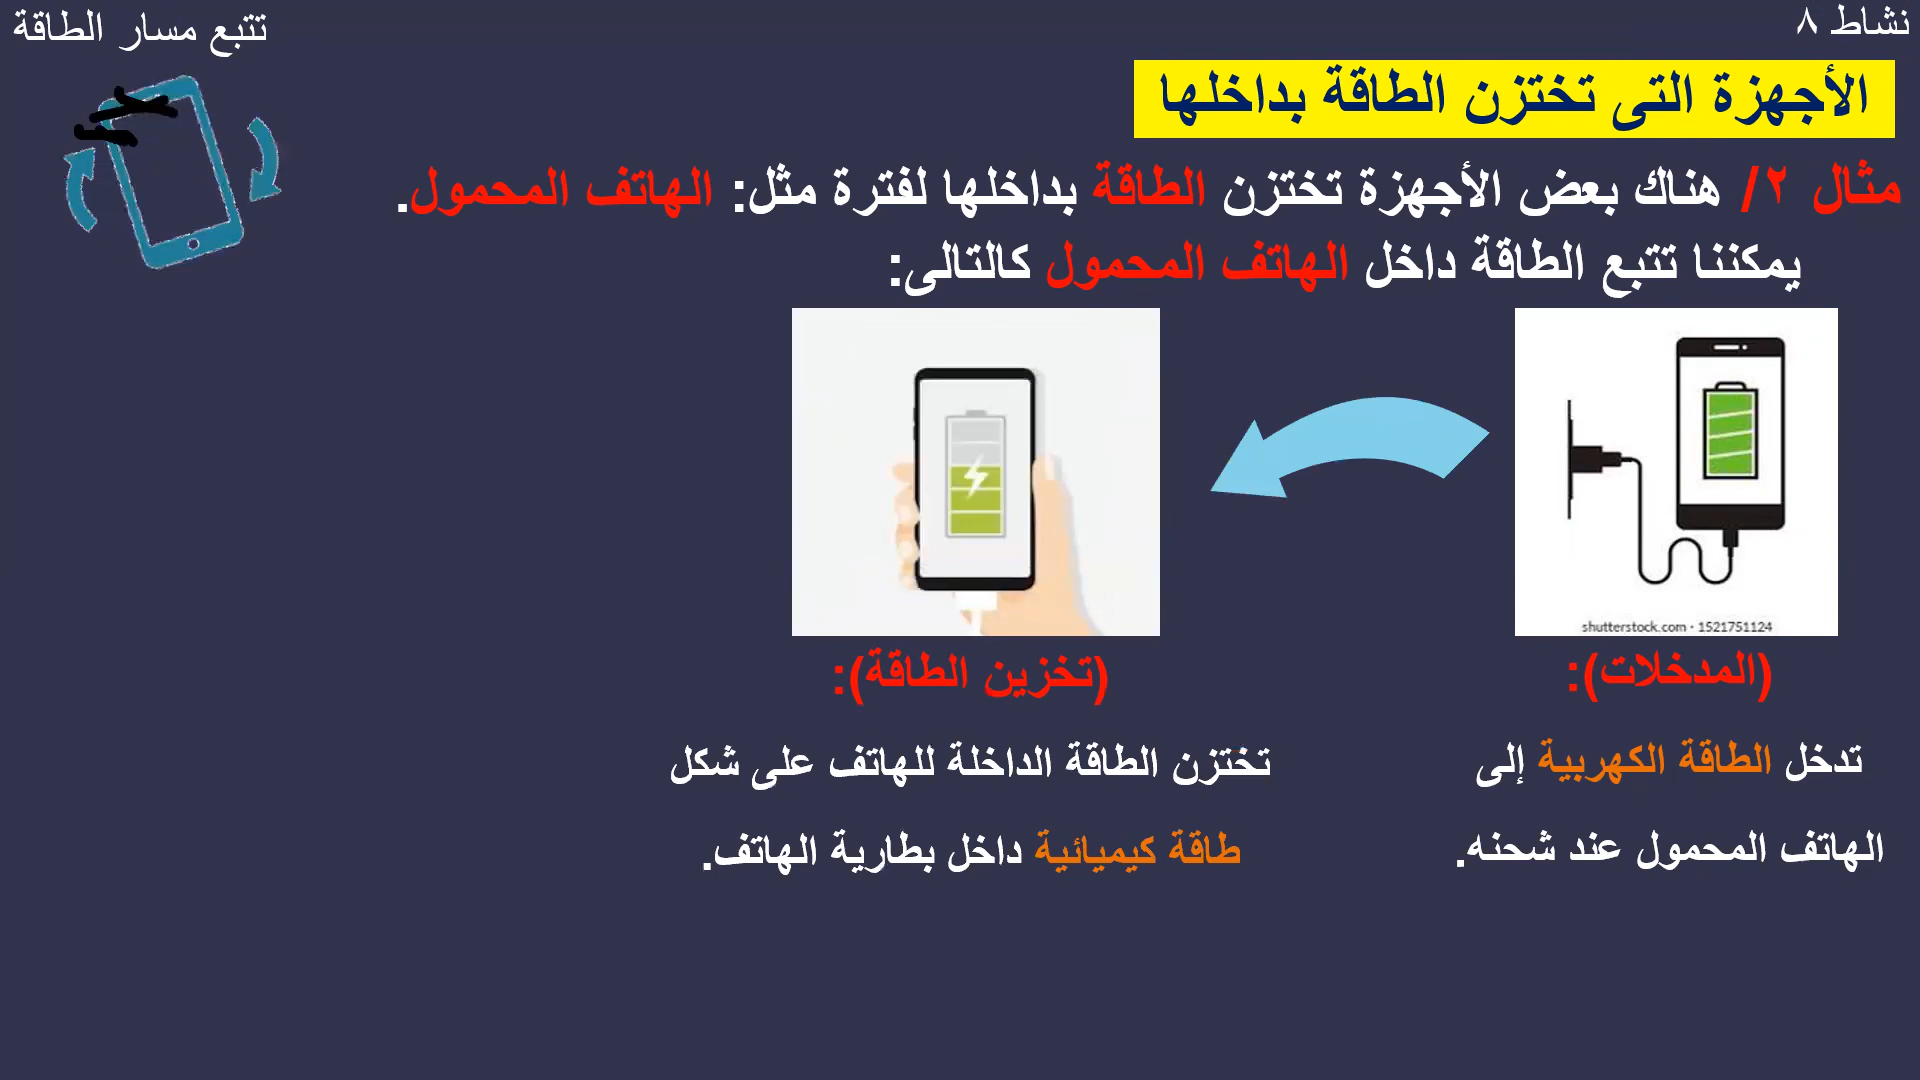 نشاط ٨
تتبع مسار الطاقة
الأجهزة التى تختزن الطاقة بداخلها
مثال ٢/ هناك بعض الأجهزة تختزن الطاقة بداخلها لفترة مثل: الهاتف المحمول.
يمكننا تتبع الطاقة داخل الهاتف المحمول كالتالى:
shutterstock.com · 1521751124
(المدخلات):
تدخل الطاقة الكهربية إلى
الهاتف المحمول عند شحنه.
(تخزين الطاقة):
تختزن الطاقة الداخلة للهاتف على شكل
طاقة كيميائية داخل بطارية الهاتف.